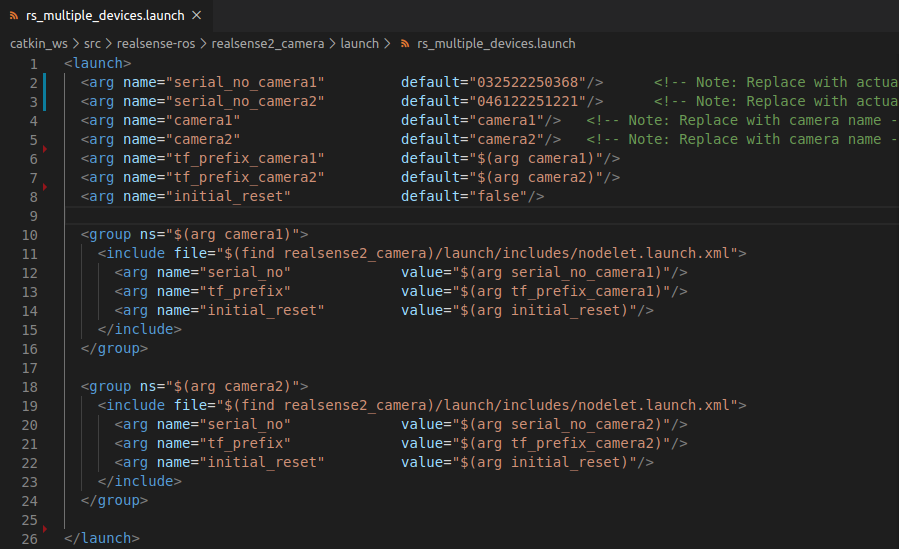 rs_multiple_devices.launch ×
catkin_ws > src > realsense-ros > realsense2_camera > launch > rs_multiple_devices.launch
1 <launch>
2 <arg name="serial_no_camera1" default="032522250368"/> <!-- Note: Replace with actua
3 <arg name="serial_no_camera2" default="046122251221"/> <!-- Note: Replace with actua
4 <arg name="camera1" default="camera1"/> <!-- Note: Replace with camera name -
5 <arg name="camera2" default="camera2"/> <!-- Note: Replace with camera name -
6 <arg name="tf_prefix_camera1" default="$(arg camera1)"/>
7 <arg name="tf_prefix_camera2" default="$(arg camera2)"/>
8 <arg name="initial_reset" default="false"/>
9
10 <group ns="$(arg camera1)">
11 <include file="$(find realsense2_camera)/launch/includes/nodelet.launch.xml">
12 <arg name="serial_no" value="$(arg serial_no_camera1)"/>
13 <arg name="tf_prefix" value="$(arg tf_prefix_camera1)"/>
14 <arg name="initial_reset" value="$(arg initial_reset)"/>
15 </include>
16 </group>
17
18 <group ns="$(arg camera2)">
19 <include file="$(find realsense2_camera)/launch/includes/nodelet.launch.xml">
20 <arg name="serial_no" value="$(arg serial_no_camera2)"/>
21 <arg name="tf_prefix" value="$(arg tf_prefix_camera2)"/>
22 <arg name="initial_reset" value="$(arg initial_reset)"/>
23 </include>
24 </group>
25
26 </launch>